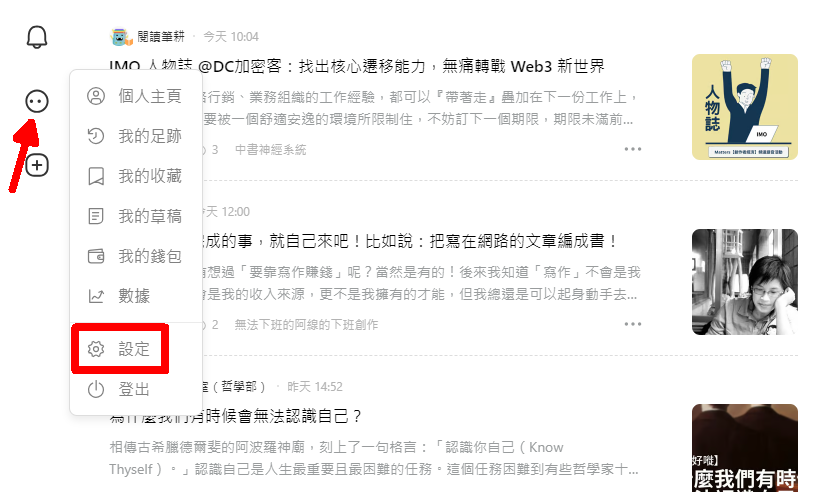 閱讀筆耕 · 今天 10:04
IMO 人物誌 @DC加密客：找出核心遷移能力，無痛轉戰 Web3 新世界
行銷、業務組織的工作經驗，都可以『帶著走』疊加在下一份工作上，
要被一個舒適安逸的環境所限制住，不妨訂下一個期限，期限未滿前...
3 中書神經系統
人物誌
IMO
個人主頁
我的足跡
我的收藏
我的草稿
我的錢包
數據
設定
登出
天 12:00
成的事，就自己來吧！比如說：把寫在網路的文章編成書！
有想過「要靠寫作賺錢」呢？當然是有的！後來我知道「寫作」不會是我
會是我的收入來源，更不是我擁有的才能，但我總還是可以起身動手去...
2 無法下班的阿線的下班創作
室（哲學部） · 昨天 14:52
為什麼我們有時候會無法認識自己？
相傳古希臘德爾斐的阿波羅神廟，刻上了一句格言：「認識你自己（Know
Thyself）。」認識自己是人生最重要且最困難的任務。這個任務困難到有些哲學家十...
好嘥】
什麼我們有時